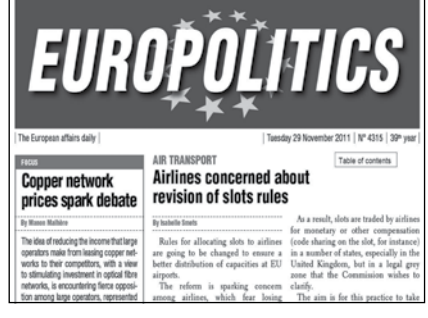 EUROPOLITICS
The European affairs daily
Tuesday 29 November 2011 | N° 4315 | 39th year
FOCUS
Copper network
prices spark debate
By Manon Malhère
The idea of reducing the income that large
operators make from leasing copper net-
works to their competitors, with a view
to stimulating investment in optical fibre
networks, is encountering fierce opposi-
tion among large operators, represented
AIR TRANSPORT
Table of contents
Airlines concerned about
revision of slots rules
By Isabelle Smets
Rules for allocating slots to airlines
are going to be changed to ensure a
better distribution of capacities at EU
airports.
The reform is sparking concern
among airlines, which fear losing
As a result, slots are traded by airlines
for monetary or other compensation
(code sharing on the slot, for instance)
in a number of states, especially in the
United Kingdom, but in a legal grey
zone that the Commission wishes to
clarify.
The aim is for this practice to take